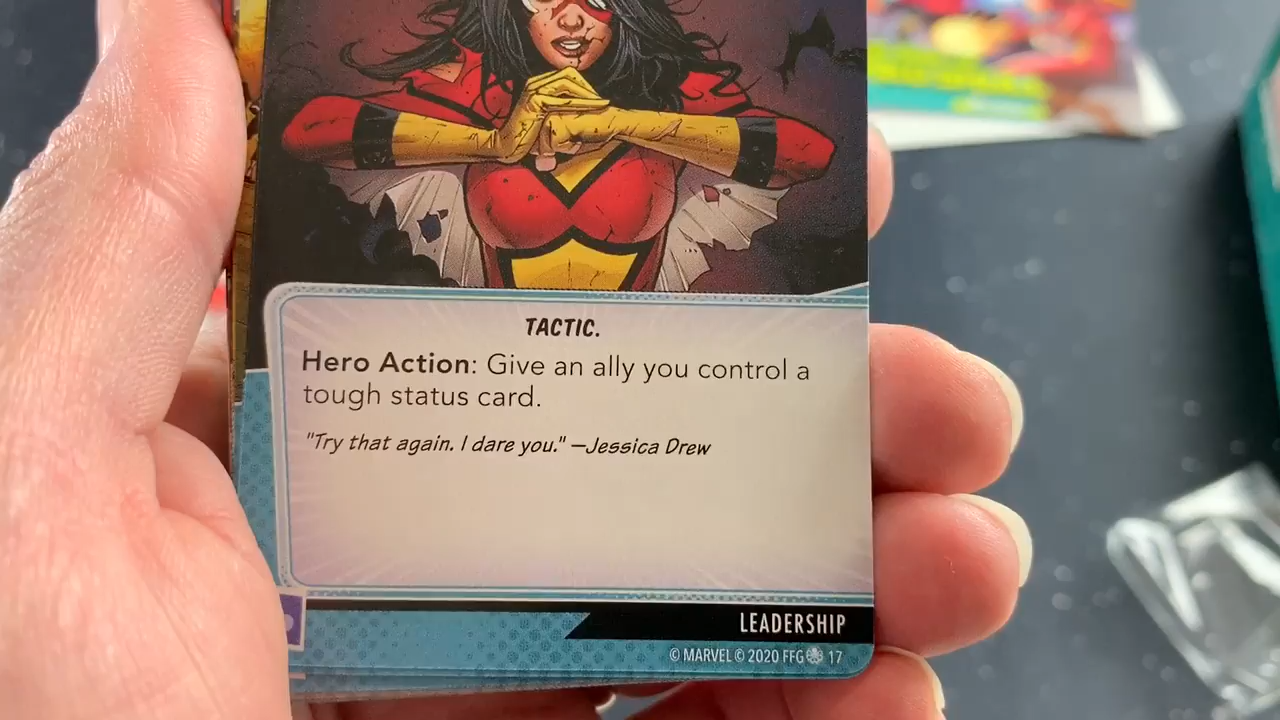 TACTIC.
Hero Action: Give an ally you control a
tough status card.
"Try that again. I dare you." —Jessica Drew
LEADERSHIP
© MARVEL © 2020 FFG 17